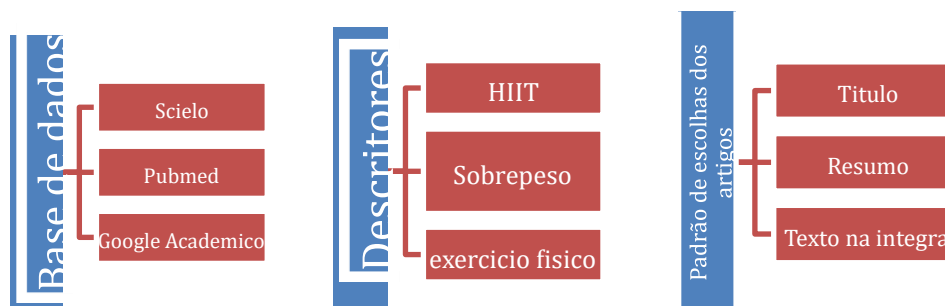 Base de dados
Scielo
Pubmed
Google Academico
Descritores
HIIT
Sobrepeso
exercicio fisico
Padrão de escolhas dos
artigos
Titulo
Resumo
Texto na integra